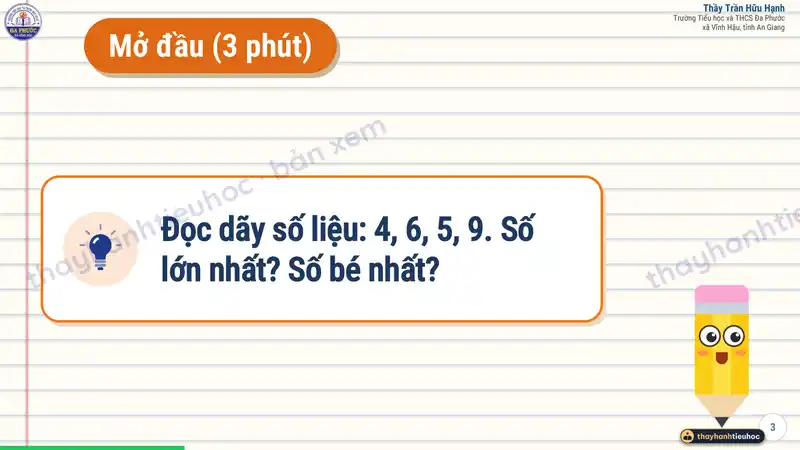 Thầy Trần Hữu Hạnh
Trường Tiểu học và THCS Đa Phước
xã Vĩnh Hậu, tỉnh An Giang
ĐA PHƯỚC
Mở đầu (3 phút)
thayhanhtieuhoc · bản xem
Đọc dãy số liệu: 4, 6, 5, 9. Số
lớn nhất? Số bé nhất?
thayhanhtie
3
thayhanhtieuhoc